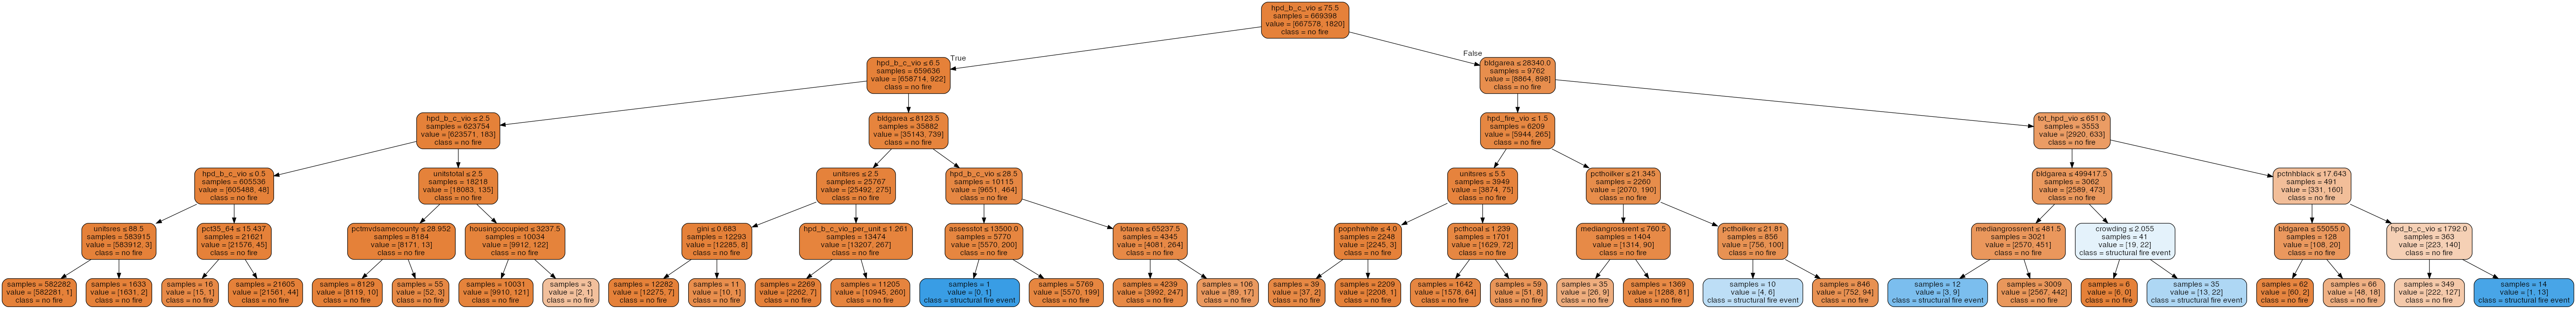 hpd_b_c_vio ≤ 75.5
samples = 669398
value = [667578, 1820]
class = no fire
True
False
hpd_b_c_vio ≤ 6.5
samples = 659636
value = [658714, 922]
class = no fire
bldgarea ≤ 28340.0
samples = 9762
value = [8864, 898]
class = no fire
hpd_b_c_vio ≤ 2.5
samples = 623754
value = [623571, 183]
class = no fire
bldgarea ≤ 8123.5
samples = 35882
value = [35143, 739]
class = no fire
hpd_fire_vio ≤ 1.5
samples = 6209
value = [5944, 265]
class = no fire
tot_hpd_vio ≤ 651.0
samples = 3553
value = [2920, 633]
class = no fire
hpd_b_c_vio ≤ 0.5
samples = 605536
value = [605488, 48]
class = no fire
unitstotal ≤ 2.5
samples = 18218
value = [18083, 135]
class = no fire
unitsres ≤ 2.5
samples = 25767
value = [25492, 275]
class = no fire
hpd_b_c_vio ≤ 28.5
samples = 10115
value = [9651, 464]
class = no fire
unitsres ≤ 5.5
samples = 3949
value = [3874, 75]
class = no fire
pcthoilker ≤ 21.345
samples = 2260
value = [2070, 190]
class = no fire
bldgarea ≤ 499417.5
samples = 3062
value = [2589, 473]
class = no fire
pctnhblack ≤ 17.643
samples = 491
value = [331, 160]
class = no fire
unitsres ≤ 88.5
samples = 583915
value = [583912, 3]
class = no fire
pct35_64 ≤ 15.437
samples = 21621
value = [21576, 45]
class = no fire
pctmvdsamecounty ≤ 28.952
samples = 8184
value = [8171, 13]
class = no fire
housingoccupied ≤ 3237.5
samples = 10034
value = [9912, 122]
class = no fire
gini ≤ 0.683
samples = 12293
value = [12285, 8]
class = no fire
hpd_b_c_vio_per_unit ≤ 1.261
samples = 13474
value = [13207, 267]
class = no fire
assesstot ≤ 13500.0
samples = 5770
value = [5570, 200]
class = no fire
lotarea ≤ 65237.5
samples = 4345
value = [4081, 264]
class = no fire
popnhwhite ≤ 4.0
samples = 2248
value = [2245, 3]
class = no fire
pcthcoal ≤ 1.239
samples = 1701
value = [1629, 72]
class = no fire
mediangrossrent ≤ 760.5
samples = 1404
value = [1314, 90]
class = no fire
pcthoilker ≤ 21.81
samples = 856
value = [756, 100]
class = no fire
mediangrossrent ≤ 481.5
samples = 3021
value = [2570, 451]
class = no fire
crowding ≤ 2.055
samples = 41
value = [19, 22]
class = structural fire event
bldgarea ≤ 55055.0
samples = 128
value = [108, 20]
class = no fire
hpd_b_c_vio ≤ 1792.0
samples = 363
value = [223, 140]
class = no fire
samples = 582282
value = [582281, 1]
class = no fire
samples = 1633
value = [1631, 2]
class = no fire
samples = 16
value = [15, 1]
class = no fire
samples = 21605
value = [21561, 44]
class = no fire
samples = 8129
value = [8119, 10]
class = no fire
samples = 55
value = [52, 3]
class = no fire
samples = 10031
value = [9910, 121]
class = no fire
samples = 3
value = [2, 1]
class = no fire
samples = 12282
value = [12275, 7]
class = no fire
samples = 11
value = [10, 1]
class = no fire
samples = 2269
value = [2262, 7]
class = no fire
samples = 11205
value = [10945, 260]
class = no fire
samples = 1
value = [0, 1]
class = structural fire event
samples = 5769
value = [5570, 199]
class = no fire
samples = 4239
value = [3992, 247]
class = no fire
samples = 106
value = [89, 17]
class = no fire
samples = 39
value = [37, 2]
class = no fire
samples = 2209
value = [2208, 1]
class = no fire
samples = 1642
value = [1578, 64]
class = no fire
samples = 59
value = [51, 8]
class = no fire
samples = 35
value = [26, 9]
class = no fire
samples = 1369
value = [1288, 81]
class = no fire
samples = 10
value = [4, 6]
class = structural fire event
samples = 846
value = [752, 94]
class = no fire
samples = 12
value = [3, 9]
class = structural fire event
samples = 3009
value = [2567, 442]
class = no fire
samples = 6
value = [6, 0]
class = no fire
samples = 35
value = [13, 22]
class = structural fire event
samples = 62
value = [60, 2]
class = no fire
samples = 66
value = [48, 18]
class = no fire
samples = 349
value = [222, 127]
class = no fire
samples = 14
value = [1, 13]
class = structural fire event